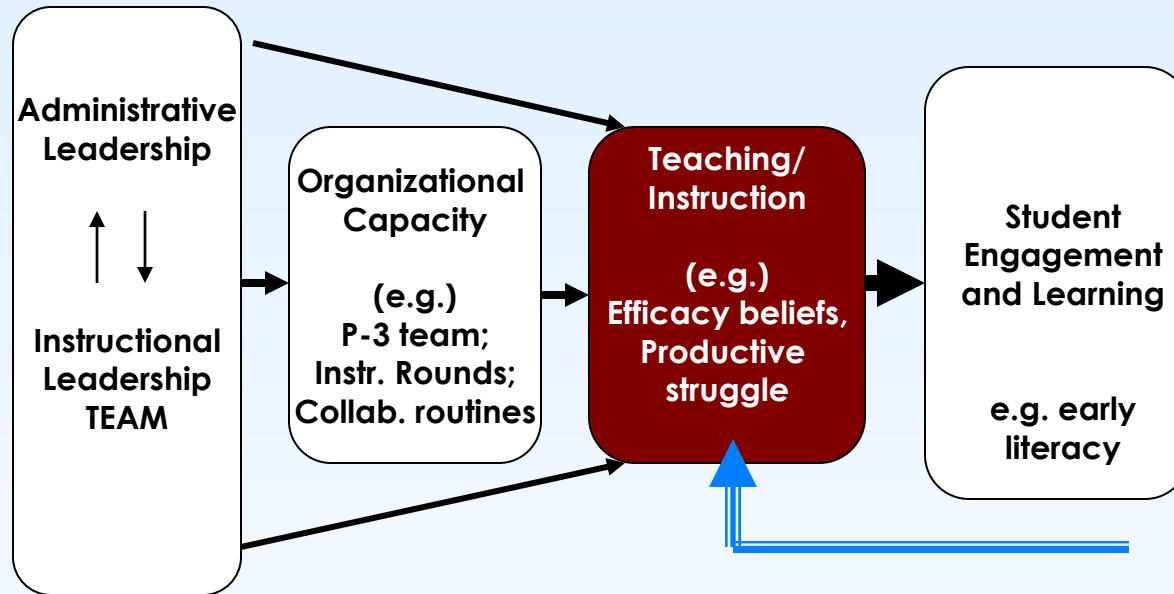 Administrative
Leadership
Instructional
Leadership
TEAM
Organizational
Capacity
(e.g.)
P-3 team;
Instr. Rounds;
Collab. routines
Teaching/
Instruction
(e.g.)
Efficacy beliefs,
Productive
struggle
Student
Engagement
and Learning
e.g. early
literacy